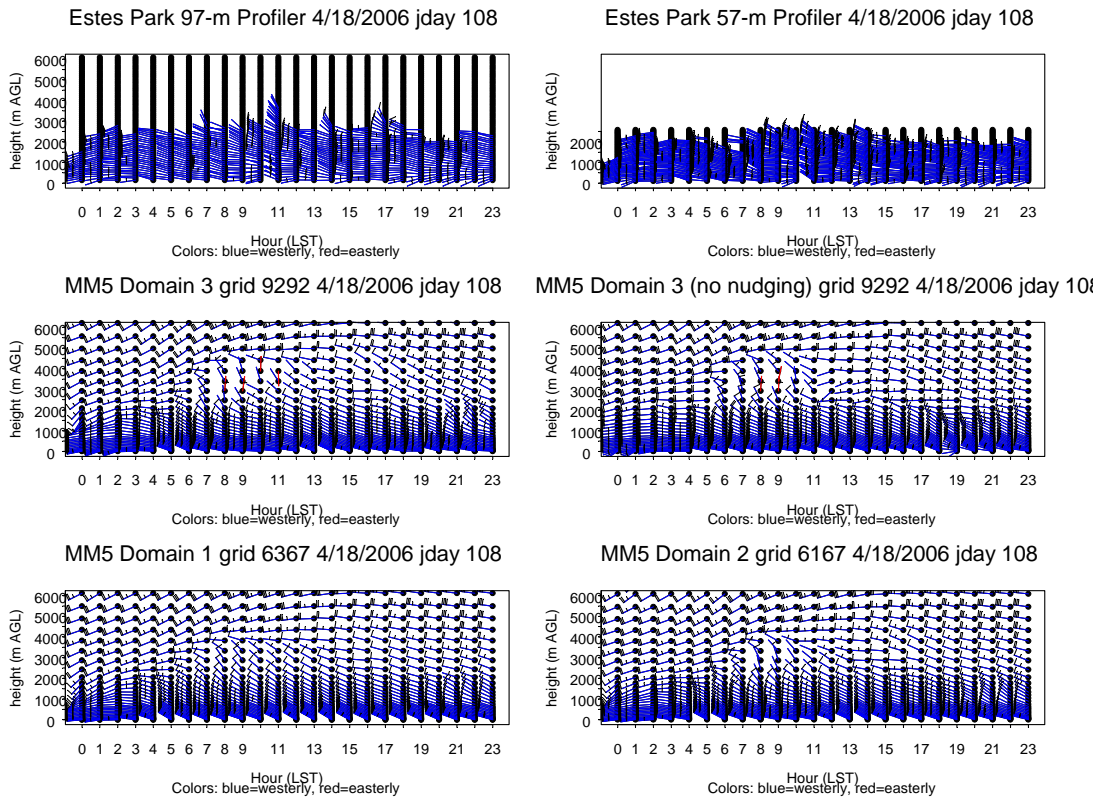 Estes Park 97-m Profiler 4/18/2006 jday 108
height (m AGL)
6000
5000
4000
3000
2000
1000
0
0 1 2 3 4 5 6 7 8 9 11 13 15 17 19 21 23
Hour (LST)
Colors: blue=westerly, red=easterly
Estes Park 57-m Profiler 4/18/2006 jday 108
height (m AGL)
2000
1000
0
0 1 2 3 4 5 6 7 8 9 11 13 15 17 19 21 23
Hour (LST)
Colors: blue=westerly, red=easterly
MM5 Domain 3 grid 9292 4/18/2006 jday 108
height (m AGL)
6000
5000
4000
3000
2000
1000
0
0 1 2 3 4 5 6 7 8 9 11 13 15 17 19 21 23
Hour (LST)
Colors: blue=westerly, red=easterly
MM5 Domain 3 (no nudging) grid 9292 4/18/2006 jday 108
height (m AGL)
6000
5000
4000
3000
2000
1000
0
0 1 2 3 4 5 6 7 8 9 11 13 15 17 19 21 23
Hour (LST)
Colors: blue=westerly, red=easterly
MM5 Domain 1 grid 6367 4/18/2006 jday 108
height (m AGL)
6000
5000
4000
3000
2000
1000
0
0 1 2 3 4 5 6 7 8 9 11 13 15 17 19 21 23
Hour (LST)
Colors: blue=westerly, red=easterly
MM5 Domain 2 grid 6167 4/18/2006 jday 108
height (m AGL)
6000
5000
4000
3000
2000
1000
0
0 1 2 3 4 5 6 7 8 9 11 13 15 17 19 21 23
Hour (LST)
Colors: blue=westerly, red=easterly